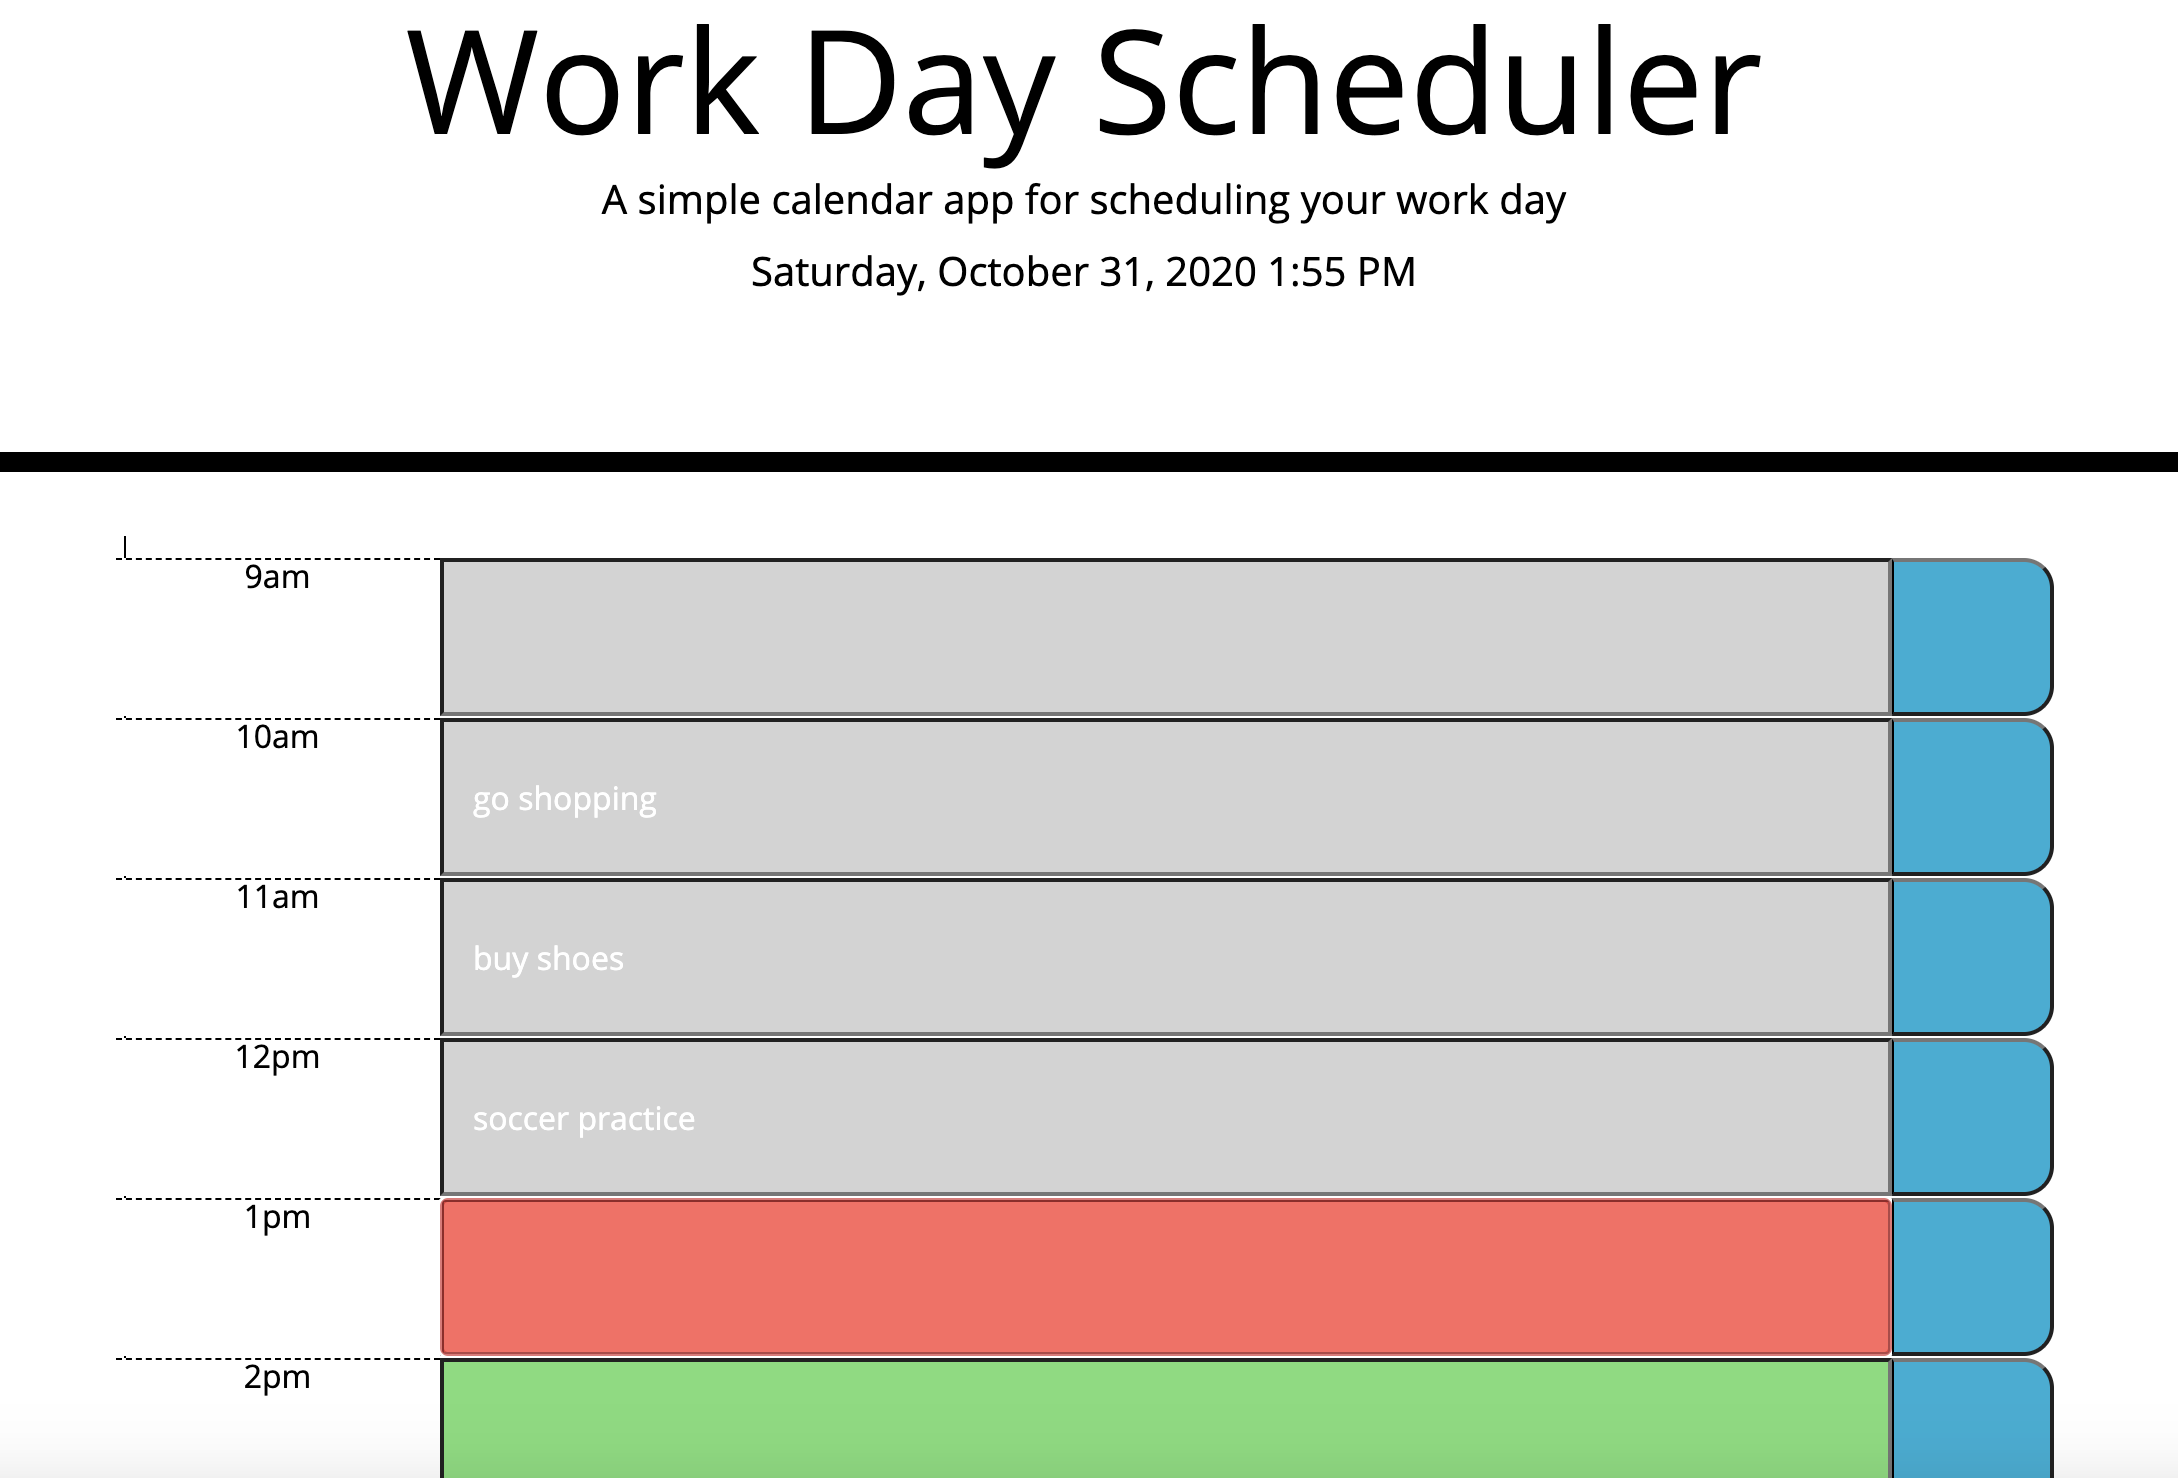 Work Day Scheduler
A simple calendar app for scheduling your work day
Saturday, October 31, 2020 1:55 PM
9am
10am
go shopping
11am
buy shoes
12pm
soccer practice
1pm
2pm